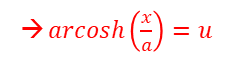 → arcosh(x/a) = u